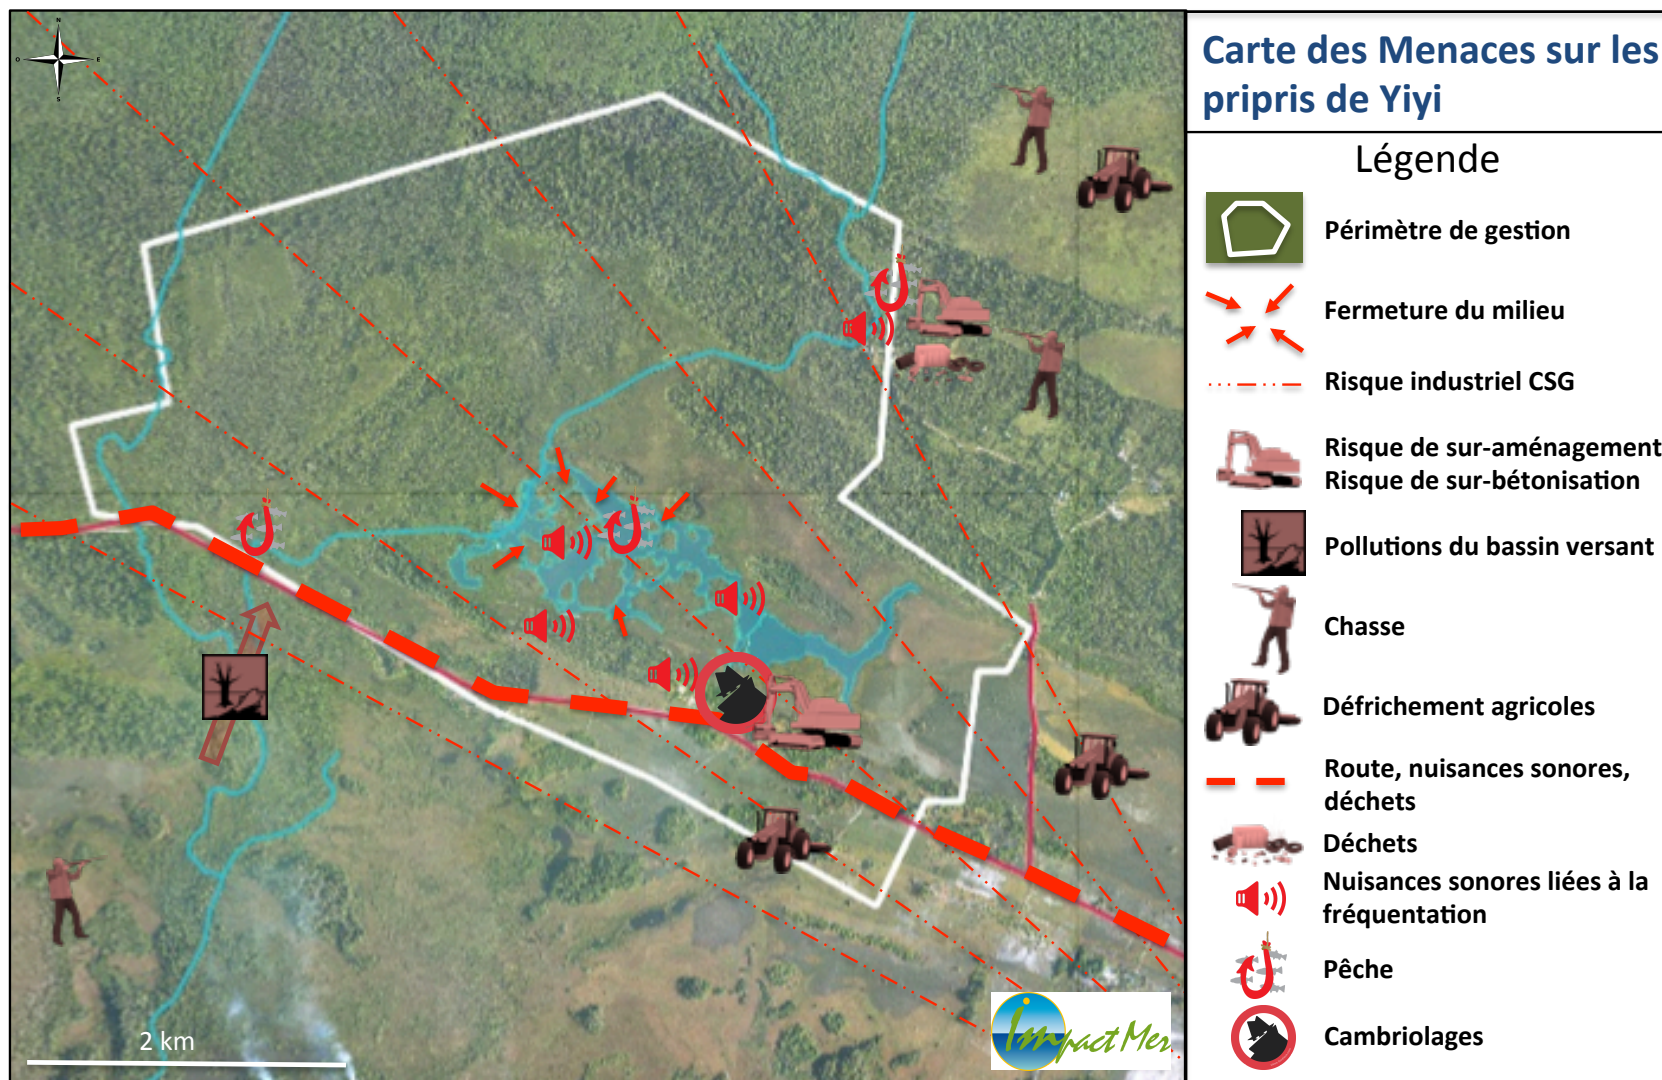 Carte des Menaces sur les
pripris de Yiyi
Légende
Périmètre de gestion
Fermeture du milieu
Risque industriel CSG
Risque de sur-aménagement
Risque de sur-bétonisation
Pollutions du bassin versant
Chasse
Défrichement agricoles
Route, nuisances sonores,
déchets
Déchets
Nuisances sonores liées à la
fréquentation
Pêche
Cambriolages
N
O
E
S
2 km
Impact Mer